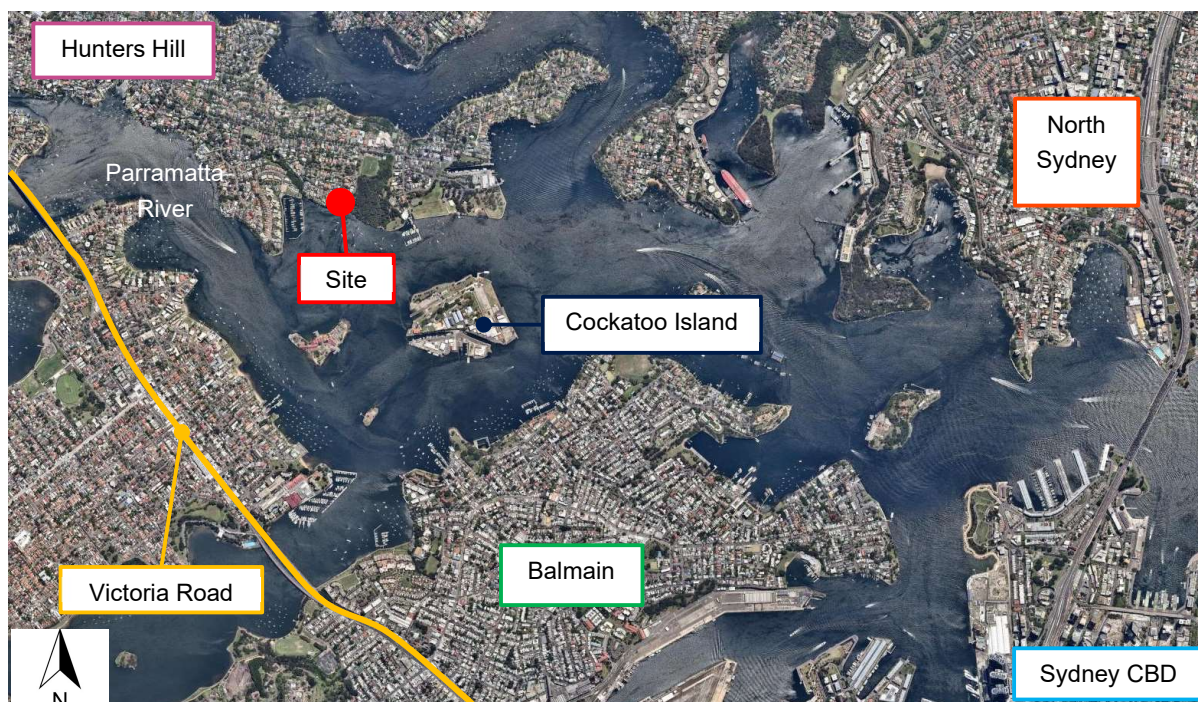 Hunters Hill
North
Sydney
Parramatta
River
Site
Cockatoo Island
Balmain
Victoria Road
Sydney CBD
N